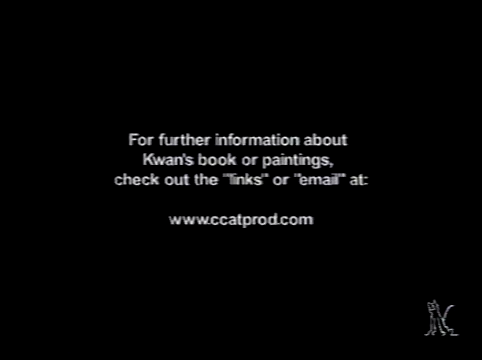 For further information about
Kwan's book or paintings,
check out the "links" or "email" at:
www.ccatprod.com